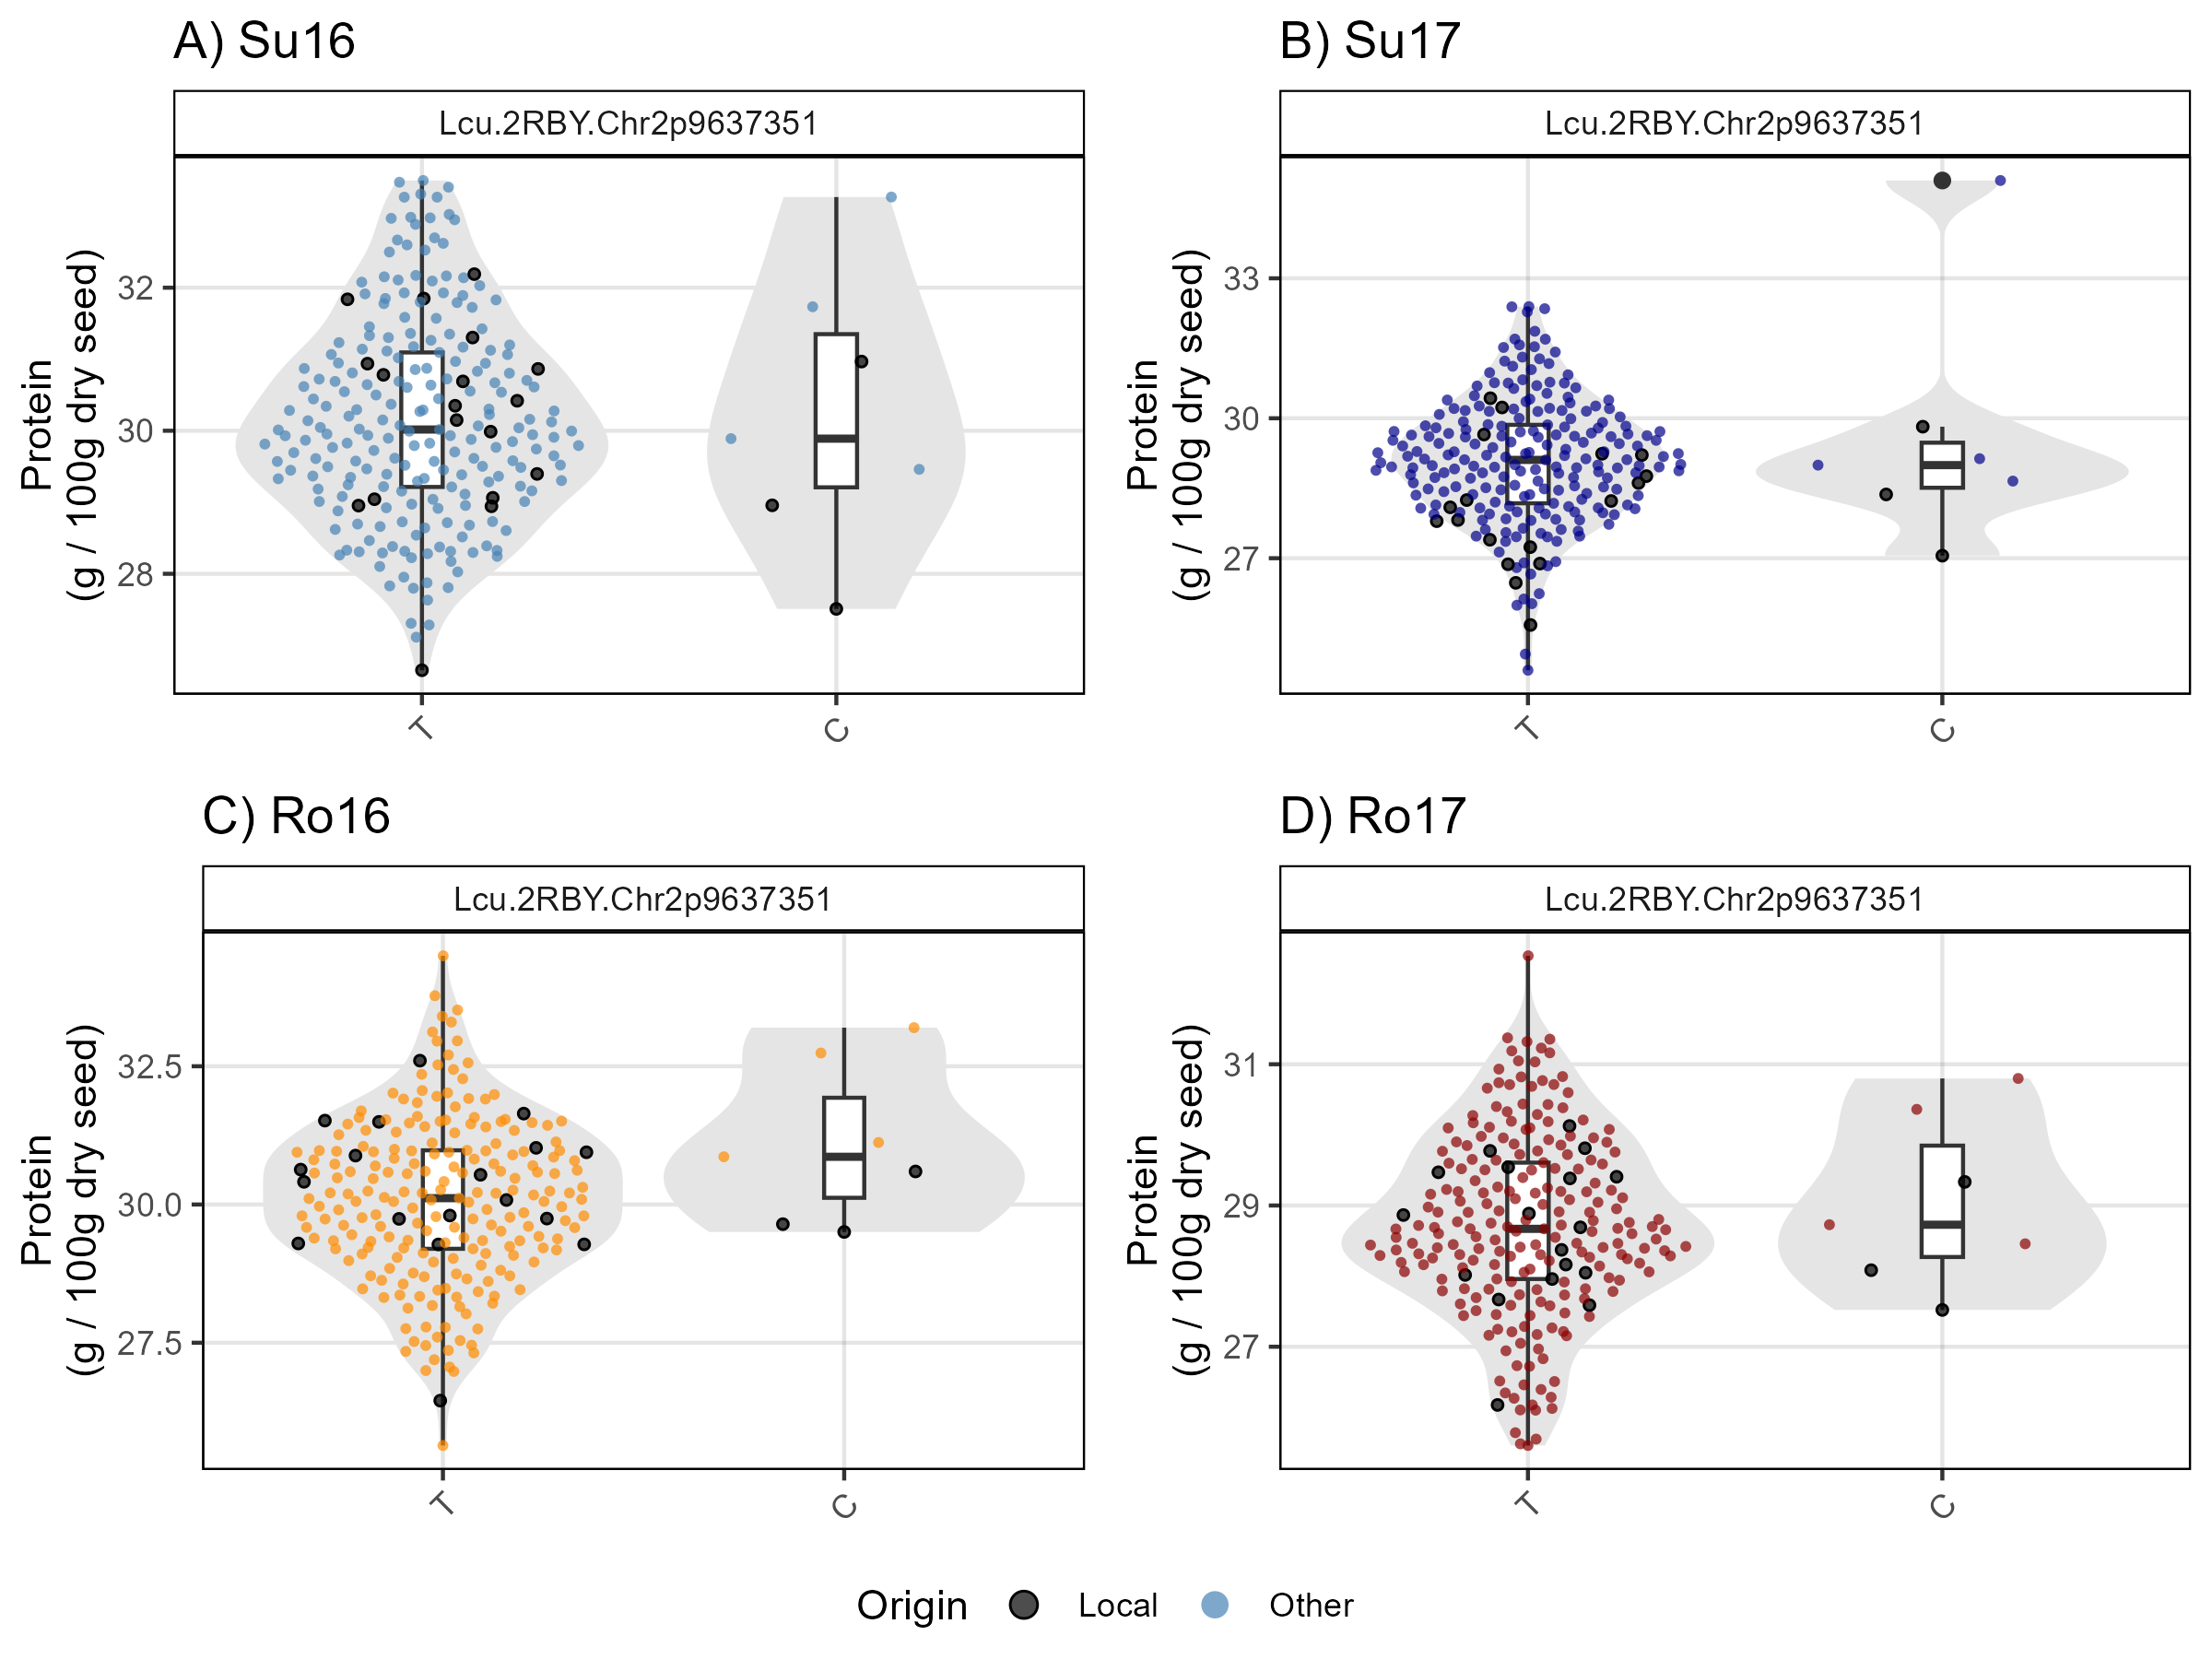 A) Su16
Lcu.2RBY.Chr2p9637351
Protein
(g / 100g dry seed)
32
30
28
T
C
B) Su17
Lcu.2RBY.Chr2p9637351
Protein
(g / 100g dry seed)
33
30
27
T
C
C) Ro16
Lcu.2RBY.Chr2p9637351
Protein
(g / 100g dry seed)
32.5
30.0
27.5
T
C
D) Ro17
Lcu.2RBY.Chr2p9637351
Protein
(g / 100g dry seed)
31
29
27
T
C
Origin Local Other